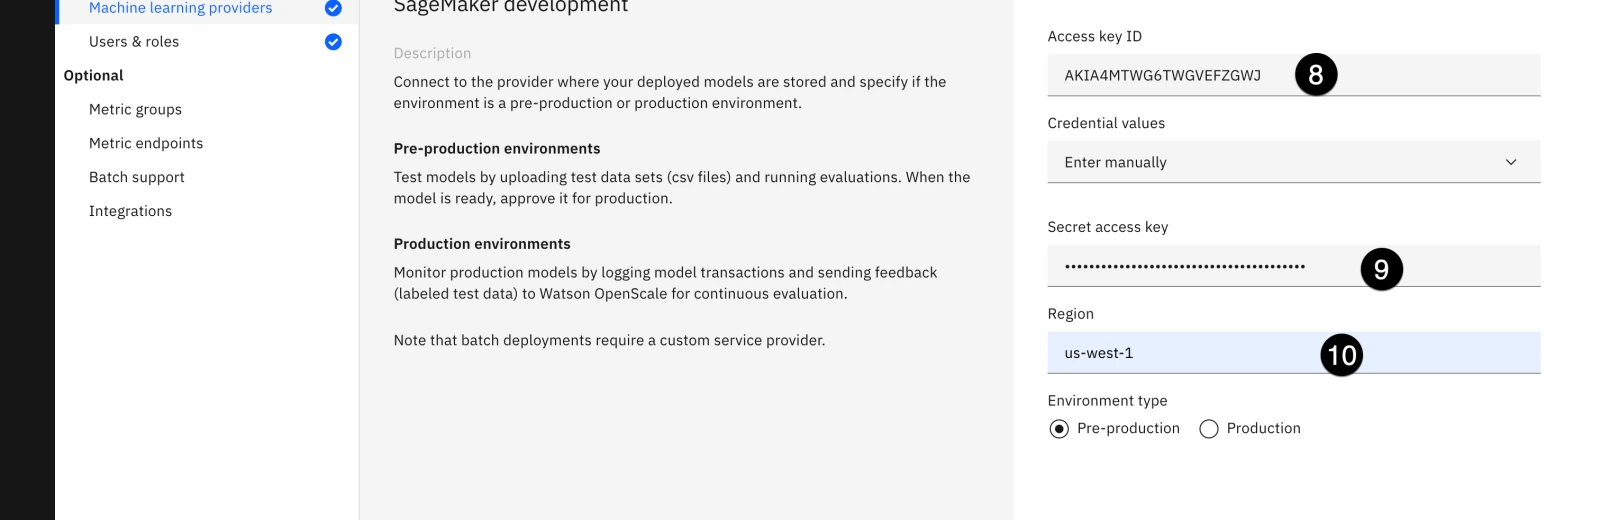 Machine learning providers
Users & roles
Optional
Metric groups
Metric endpoints
Batch support
Integrations
SageMaker development
Description
Connect to the provider where your deployed models are stored and specify if the
environment is a pre-production or production environment.
Pre-production environments
Test models by uploading test data sets (csv files) and running evaluations. When the
model is ready, approve it for production.
Production environments
Monitor production models by logging model transactions and sending feedback
(labeled test data) to Watson OpenScale for continuous evaluation.
Note that batch deployments require a custom service provider.
Access key ID
AKIA4MTWG6TWGVEFZGWJ 8
Credential values
Enter manually
Secret access key
•••••••••••••••••••••••••••••••••••••••• 9
Region
us-west-1 10
Environment type
Pre-production Production